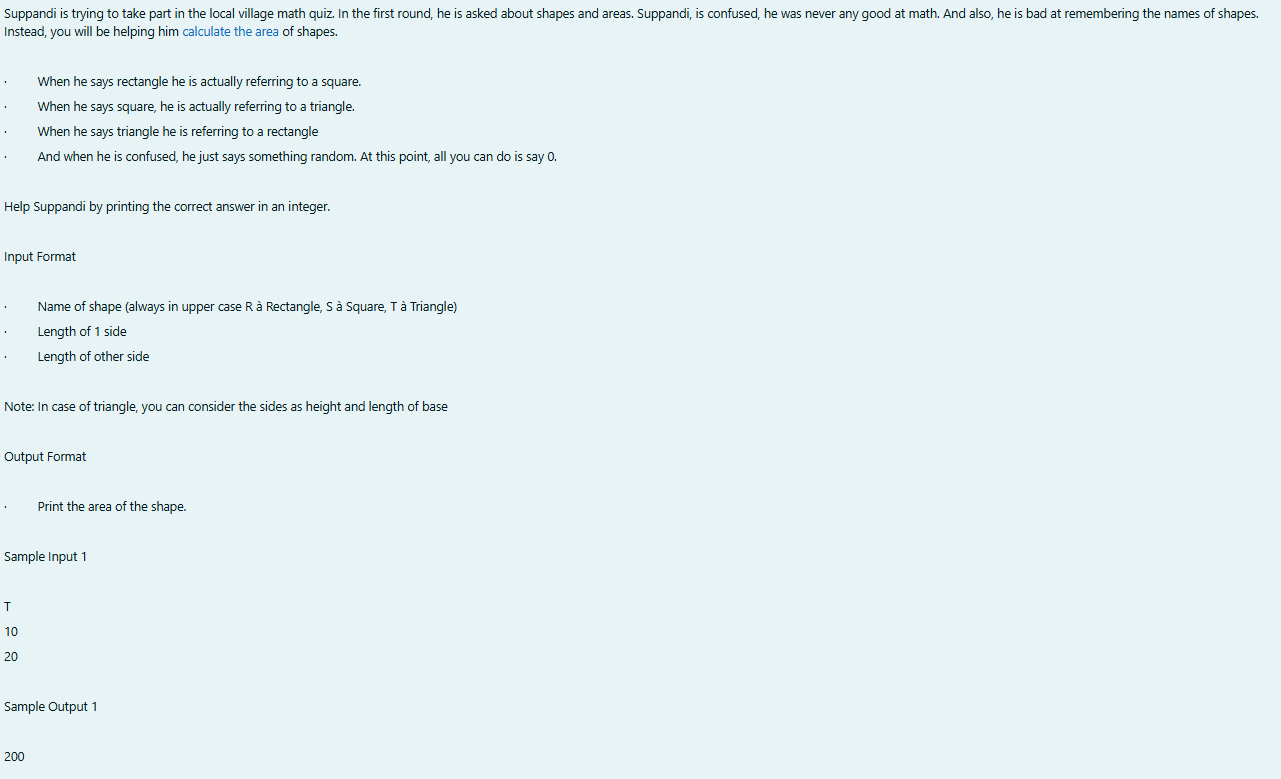 Suppandi is trying to take part in the local village math quiz. In the first round, he is asked about shapes and areas. Suppandi, is confused, he was never any good at math. And also, he is bad at remembering the names of shapes.
Instead, you will be helping him calculate the area of shapes.
· When he says rectangle he is actually referring to a square.
· When he says square, he is actually referring to a triangle.
· When he says triangle he is referring to a rectangle
· And when he is confused, he just says something random. At this point, all you can do is say 0.
Help Suppandi by printing the correct answer in an integer.
Input Format
· Name of shape (always in upper case R à Rectangle, S à Square, T à Triangle)
· Length of 1 side
· Length of other side
Note: In case of triangle, you can consider the sides as height and length of base
Output Format
· Print the area of the shape.
Sample Input 1
T
10
20
Sample Output 1
200